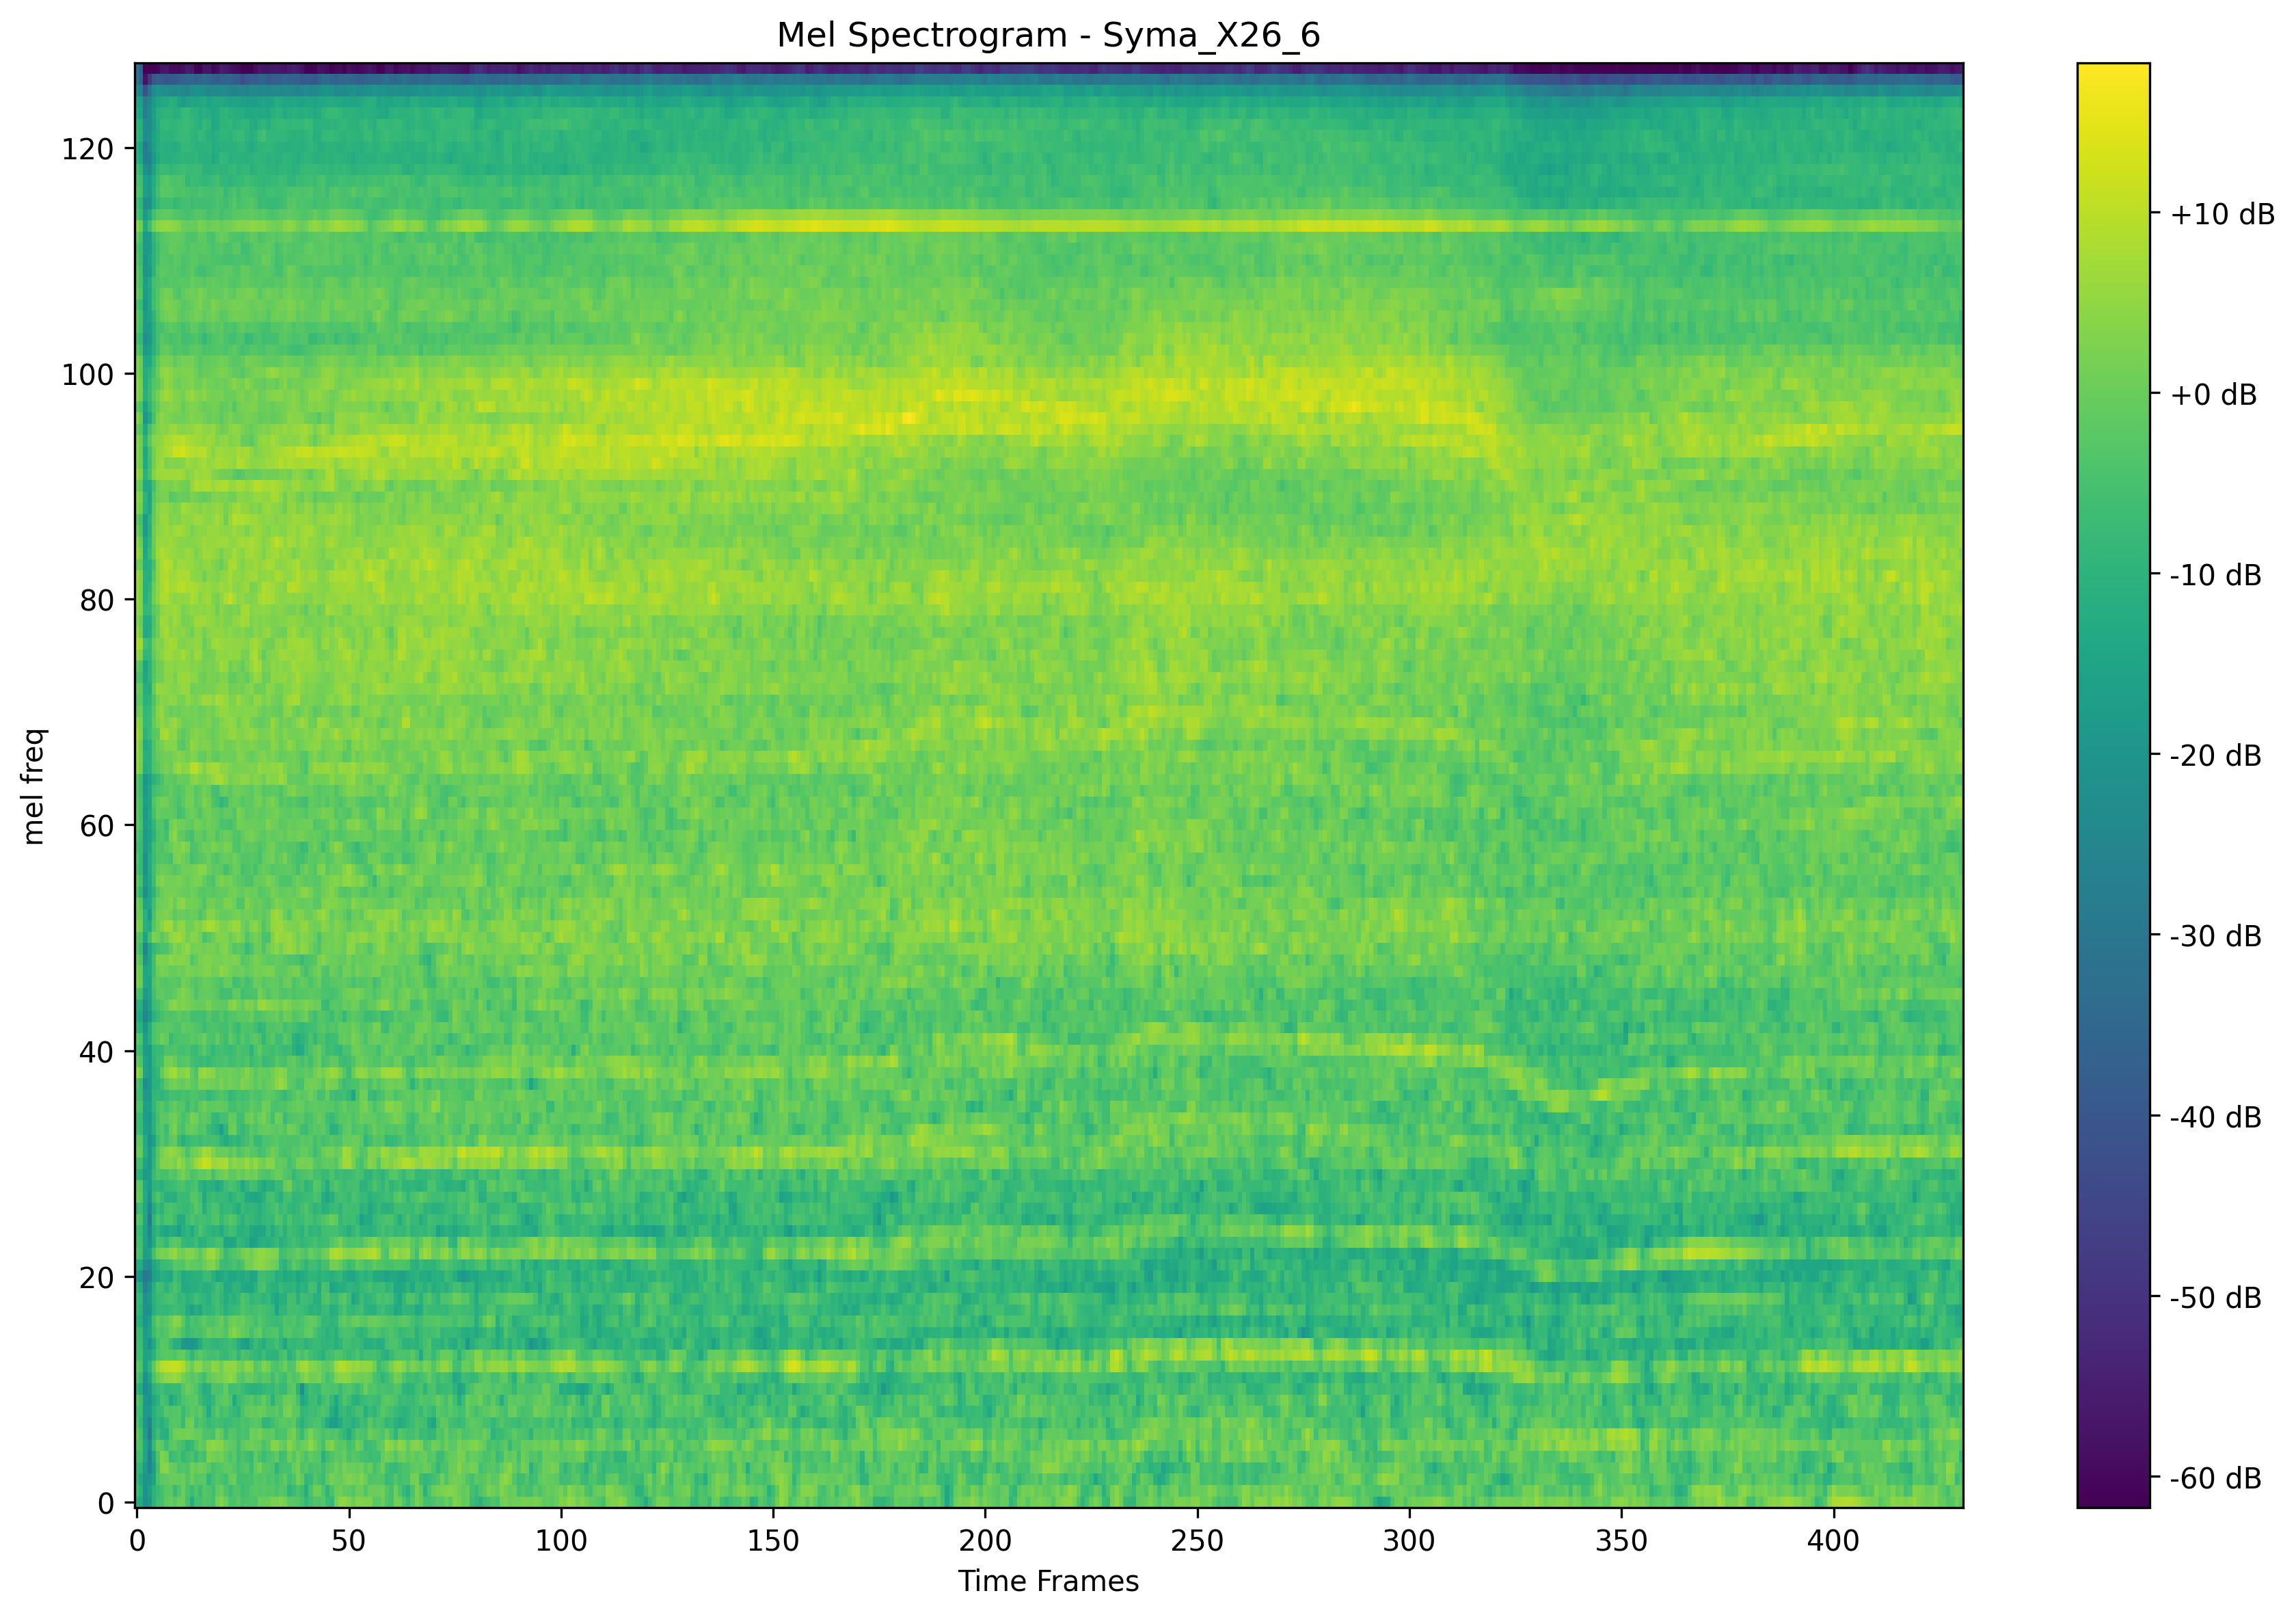 Mel Spectrogram - Syma_X26_6
mel freq
120
100
80
60
40
20
0
0 50 100 150 200 250 300 350 400
Time Frames
+10 dB
+0 dB
-10 dB
-20 dB
-30 dB
-40 dB
-50 dB
-60 dB